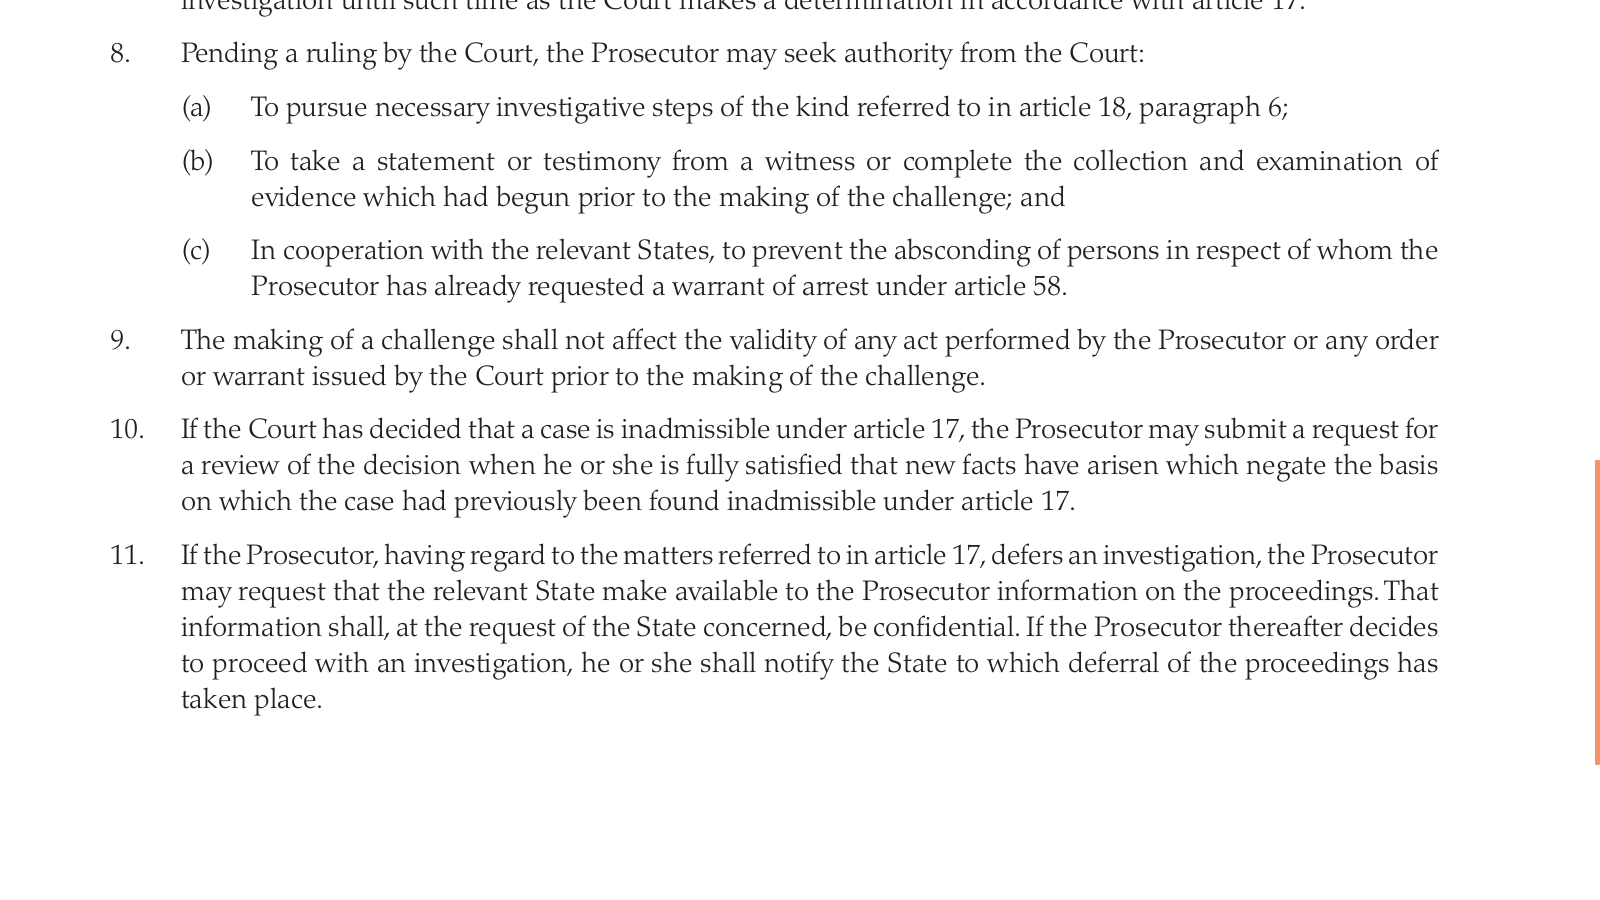 investigation until such time as the Court makes a determination in accordance with article 17.
8. Pending a ruling by the Court, the Prosecutor may seek authority from the Court:
(a) To pursue necessary investigative steps of the kind referred to in article 18, paragraph 6;
(b) To take a statement or testimony from a witness or complete the collection and examination of
evidence which had begun prior to the making of the challenge; and
(c) In cooperation with the relevant States, to prevent the absconding of persons in respect of whom the
Prosecutor has already requested a warrant of arrest under article 58.
9. The making of a challenge shall not affect the validity of any act performed by the Prosecutor or any order
or warrant issued by the Court prior to the making of the challenge.
10. If the Court has decided that a case is inadmissible under article 17, the Prosecutor may submit a request for
a review of the decision when he or she is fully satisfied that new facts have arisen which negate the basis
on which the case had previously been found inadmissible under article 17.
11. If the Prosecutor, having regard to the matters referred to in article 17, defers an investigation, the Prosecutor
may request that the relevant State make available to the Prosecutor information on the proceedings. That
information shall, at the request of the State concerned, be confidential. If the Prosecutor thereafter decides
to proceed with an investigation, he or she shall notify the State to which deferral of the proceedings has
taken place.